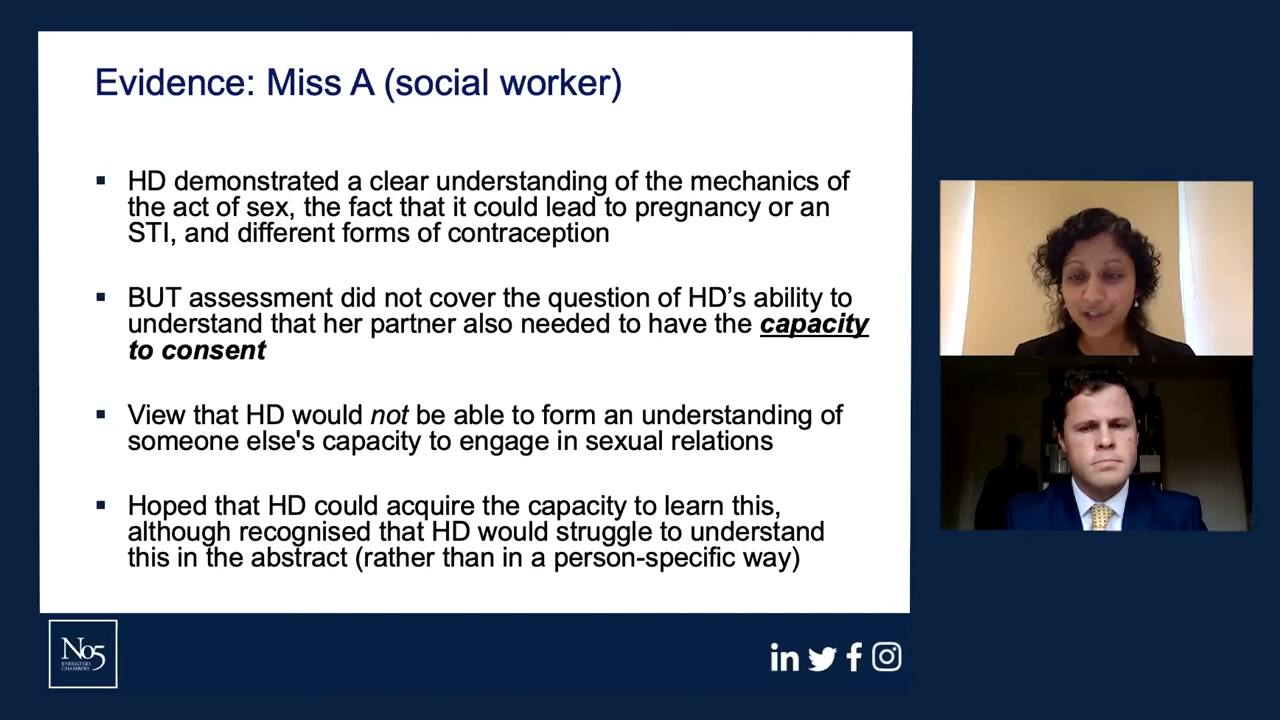 Evidence: Miss A (social worker)
▪ HD demonstrated a clear understanding of the mechanics of
the act of sex, the fact that it could lead to pregnancy or an
STI, and different forms of contraception
▪ BUT assessment did not cover the question of HD’s ability to
understand that her partner also needed to have the capacity
to consent
▪ View that HD would not be able to form an understanding of
someone else's capacity to engage in sexual relations
▪ Hoped that HD could acquire the capacity to learn this,
although recognised that HD would struggle to understand
this in the abstract (rather than in a person-specific way)
No5
BARRISTERS
CHAMBERS